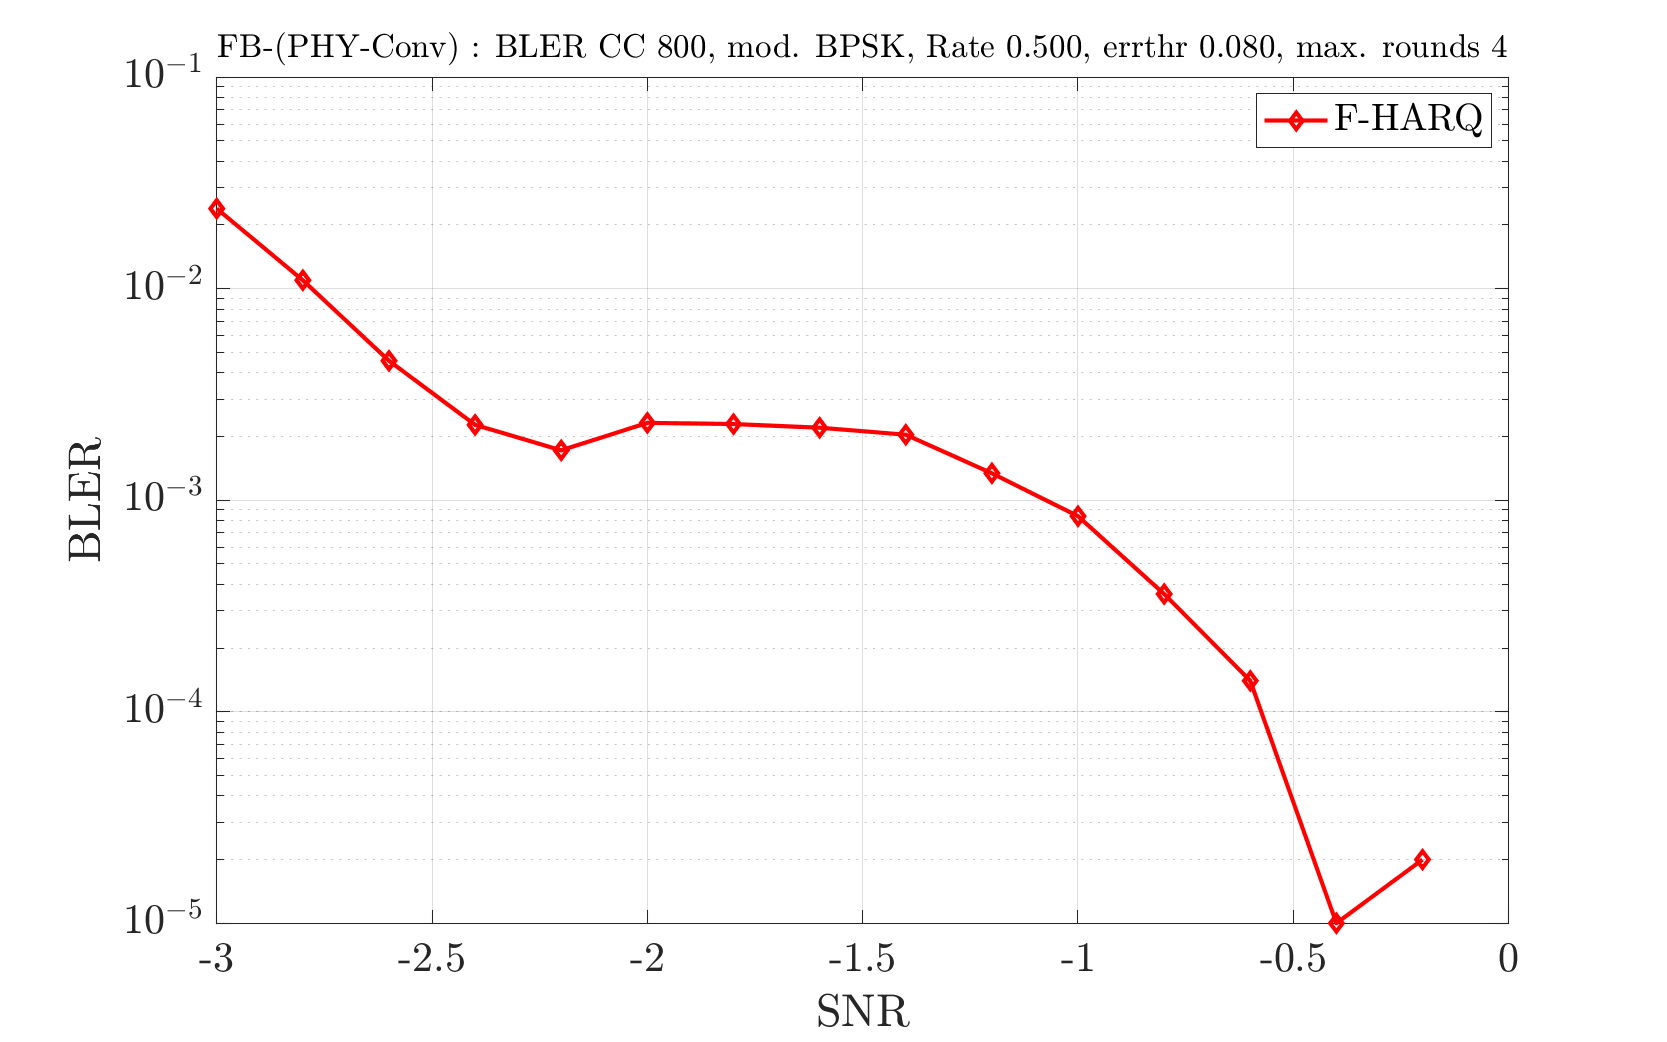 FB-(PHY-Conv) : BLER CC 800, mod. BPSK, Rate 0.500, errthr 0.080, max. rounds 4
F-HARQ
10⁻¹
10⁻²
10⁻³
10⁻⁴
10⁻⁵
BLER
-3 -2.5 -2 -1.5 -1 -0.5 0
SNR